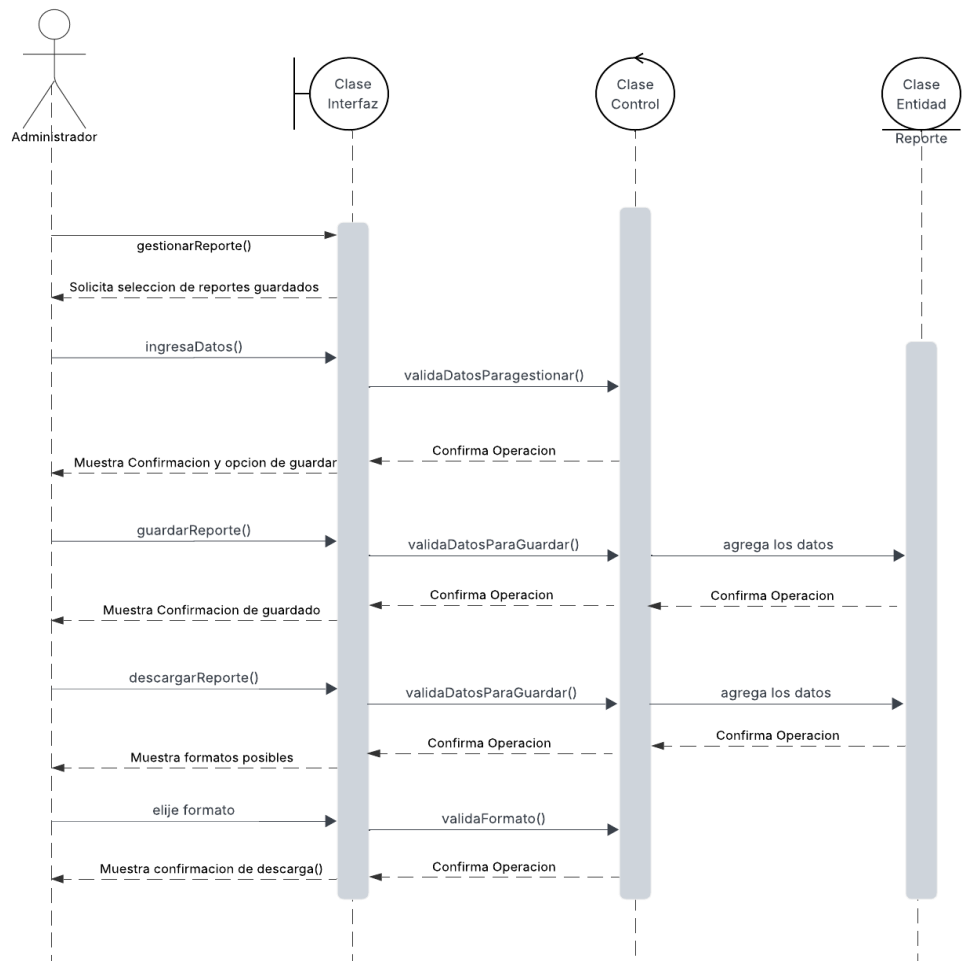 Clase
Interfaz
Clase
Control
Clase
Entidad
Administrador
Reporte
gestionarReporte()
Solicita seleccion de reportes guardados
ingresaDatos()
validaDatosParagestionar()
Confirma Operacion
Muestra Confirmacion y opcion de guardar
guardarReporte()
validaDatosParaGuardar()
agrega los datos
Confirma Operacion
Confirma Operacion
Muestra Confirmacion de guardado
descargarReporte()
validaDatosParaGuardar()
agrega los datos
Confirma Operacion
Confirma Operacion
Muestra formatos posibles
elije formato
validaFormato()
Muestra confirmacion de descarga()
Confirma Operacion